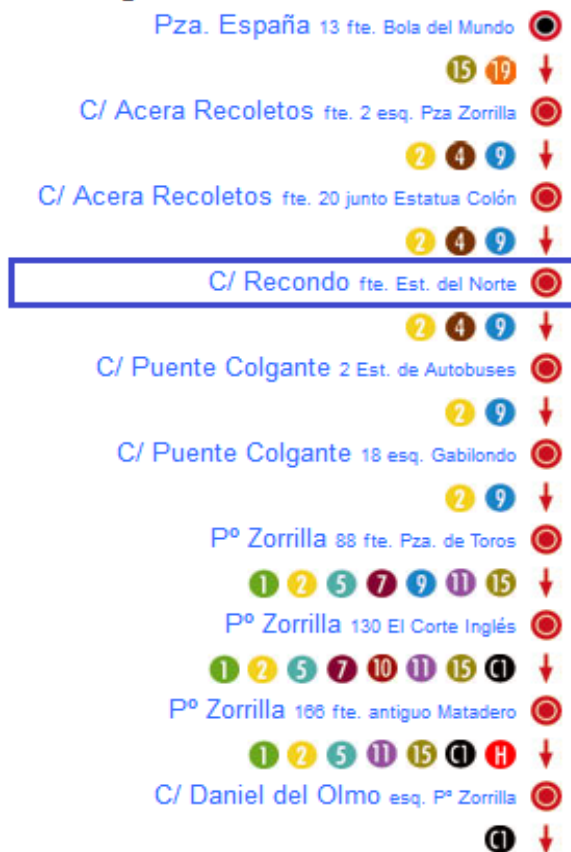 Pza. España 13 fte. Bola del Mundo
15 19
C/ Acera Recoletos fte. 2 esq. Pza Zorrilla
2 4 9
C/ Acera Recoletos fte. 20 junto Estatua Colón
2 4 9
C/ Recondo fte. Est. del Norte
2 4 9
C/ Puente Colgante 2 Est. de Autobuses
2 9
C/ Puente Colgante 18 esq. Gabilondo
2 9
Pº Zorrilla 88 fte. Pza. de Toros
1 2 5 7 9 11 15
Pº Zorrilla 130 El Corte Inglés
1 2 5 7 10 11 15 C1
Pº Zorrilla 166 fte. antiguo Matadero
1 2 5 11 15 C1 H
C/ Daniel del Olmo esq. Pº Zorrilla
C1